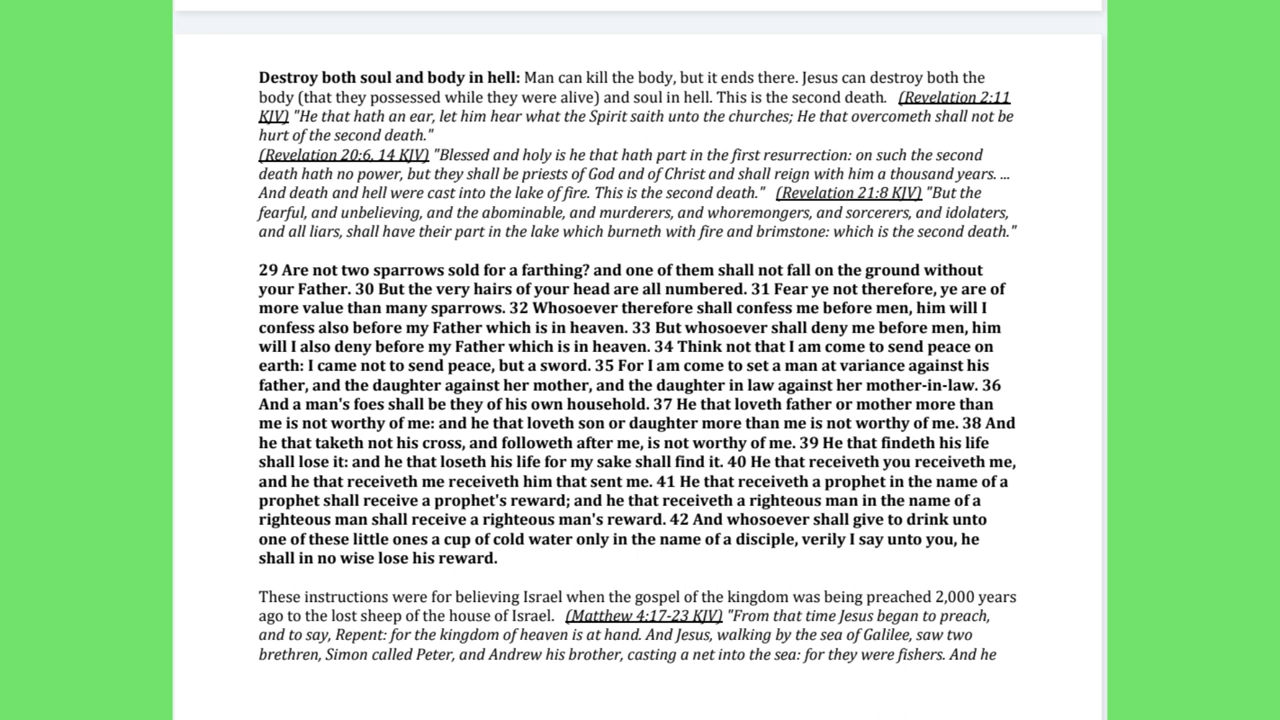 Destroy both soul and body in hell: Man can kill the body, but it ends there. Jesus can destroy both the
body (that they possessed while they were alive) and soul in hell. This is the second death. (Revelation 2:11
KJV) "He that hath an ear, let him hear what the Spirit saith unto the churches; He that overcometh shall not be
hurt of the second death."
(Revelation 20:6, 14 KJV) "Blessed and holy is he that hath part in the first resurrection: on such the second
death hath no power, but they shall be priests of God and of Christ and shall reign with him a thousand years. ...
And death and hell were cast into the lake of fire. This is the second death." (Revelation 21:8 KJV) "But the
fearful, and unbelieving, and the abominable, and murderers, and whoremongers, and sorcerers, and idolaters,
and all liars, shall have their part in the lake which burneth with fire and brimstone: which is the second death."
29 Are not two sparrows sold for a farthing? and one of them shall not fall on the ground without
your Father. 30 But the very hairs of your head are all numbered. 31 Fear ye not therefore, ye are of
more value than many sparrows. 32 Whosoever therefore shall confess me before men, him will I
confess also before my Father which is in heaven. 33 But whosoever shall deny me before men, him
will I also deny before my Father which is in heaven. 34 Think not that I am come to send peace on
earth: I came not to send peace, but a sword. 35 For I am come to set a man at variance against his
father, and the daughter against her mother, and the daughter in law against her mother-in-law. 36
And a man's foes shall be they of his own household. 37 He that loveth father or mother more than
me is not worthy of me: and he that loveth son or daughter more than me is not worthy of me. 38 And
he that taketh not his cross, and followeth after me, is not worthy of me. 39 He that findeth his life
shall lose it: and he that loseth his life for my sake shall find it. 40 He that receiveth you receiveth me,
and he that receiveth me receiveth him that sent me. 41 He that receiveth a prophet in the name of a
prophet shall receive a prophet's reward; and he that receiveth a righteous man in the name of a
righteous man shall receive a righteous man's reward. 42 And whosoever shall give to drink unto
one of these little ones a cup of cold water only in the name of a disciple, verily I say unto you, he
shall in no wise lose his reward.
These instructions were for believing Israel when the gospel of the kingdom was being preached 2,000 years
ago to the lost sheep of the house of Israel. (Matthew 4:17-23 KJV) "From that time Jesus began to preach,
and to say, Repent: for the kingdom of heaven is at hand. And Jesus, walking by the sea of Galilee, saw two
brethren, Simon called Peter, and Andrew his brother, casting a net into the sea: for they were fishers. And he